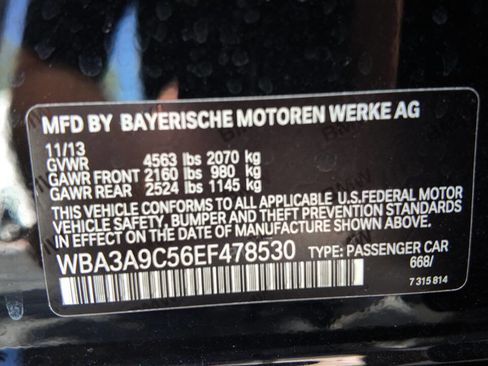 MFD BY BAYERISCHE MOTOREN WERKE AG
11/13
GVWR 4563 lbs 2070 kg
GAWR FRONT 2160 lbs 980 kg
GAWR REAR 2524 lbs 1145 kg
THIS VEHICLE CONFORMS TO ALL APPLICABLE U.S.FEDERAL MOTOR
VEHICLE SAFETY, BUMPER AND THEFT PREVENTION STANDARDS
IN EFFECT ON THE DATE OF MANUFACTURE SHOWN ABOVE.
WBA3A9C56EF478530 TYPE: PASSENGER CAR
668/
7 315 814